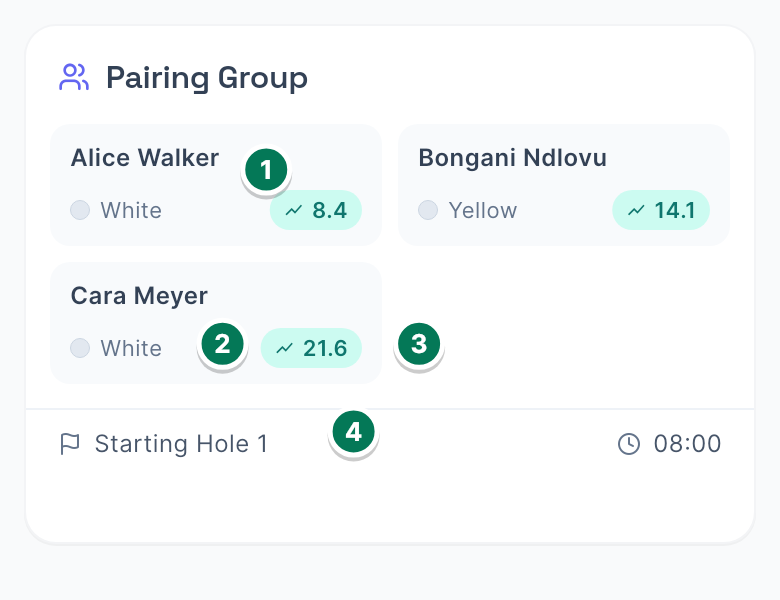 Pairing Group
Alice Walker
1
White
8.4
Bongani Ndlovu
Yellow
14.1
Cara Meyer
White
2
21.6
3
4
Starting Hole 1
08:00